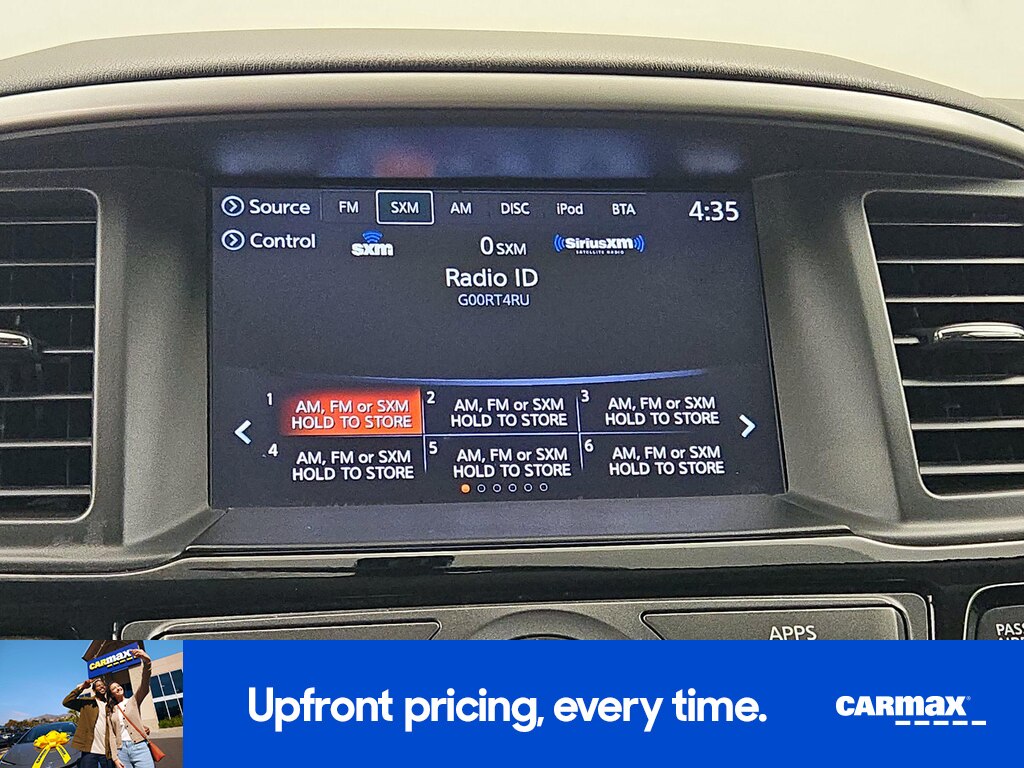 Source
FM
SXM
AM
DISC
iPod
BTA
4:35
Control
sxm
0 SXM
((SiriusXM))
SATELLITE RADIO
Radio ID
G00RT4RU
1
AM, FM or SXM
HOLD TO STORE
2
AM, FM or SXM
HOLD TO STORE
3
AM, FM or SXM
HOLD TO STORE
4
AM, FM or SXM
HOLD TO STORE
5
AM, FM or SXM
HOLD TO STORE
6
AM, FM or SXM
HOLD TO STORE
APPS
CARMAX
Upfront pricing, every time.
CARMAX